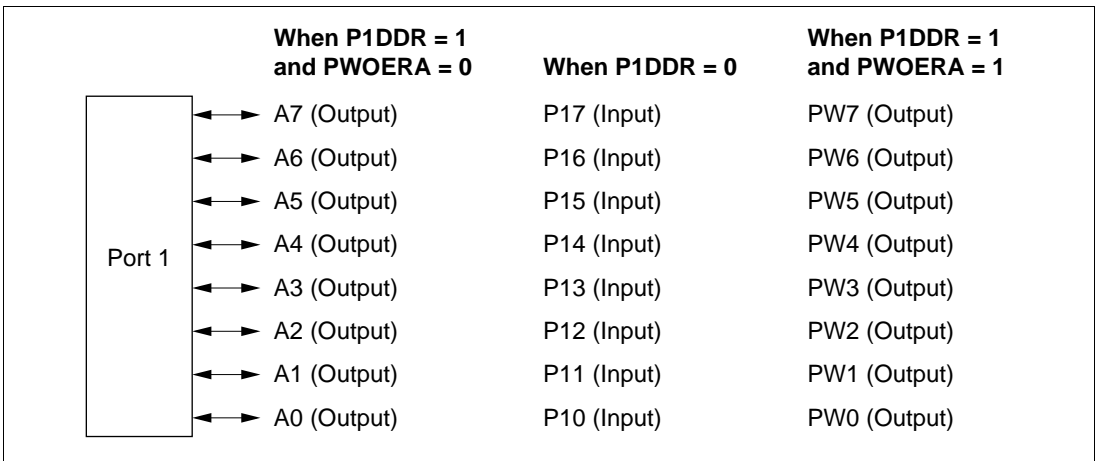 When P1DDR = 1
and PWOERA = 0
When P1DDR = 0
When P1DDR = 1
and PWOERA = 1
Port 1
A7 (Output) P17 (Input) PW7 (Output)
A6 (Output) P16 (Input) PW6 (Output)
A5 (Output) P15 (Input) PW5 (Output)
A4 (Output) P14 (Input) PW4 (Output)
A3 (Output) P13 (Input) PW3 (Output)
A2 (Output) P12 (Input) PW2 (Output)
A1 (Output) P11 (Input) PW1 (Output)
A0 (Output) P10 (Input) PW0 (Output)